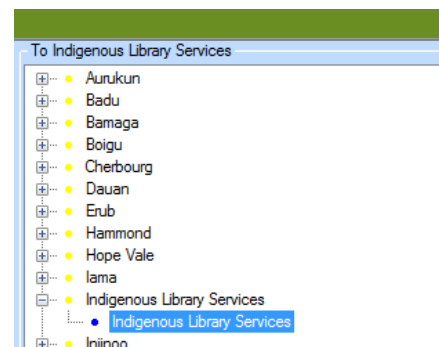 To Indigenous Library Services
Aurukun
Badu
Bamaga
Boigu
Cherbourg
Dauan
Erub
Hammond
Hope Vale
Iama
Indigenous Library Services
Indigenous Library Services
Injinoo